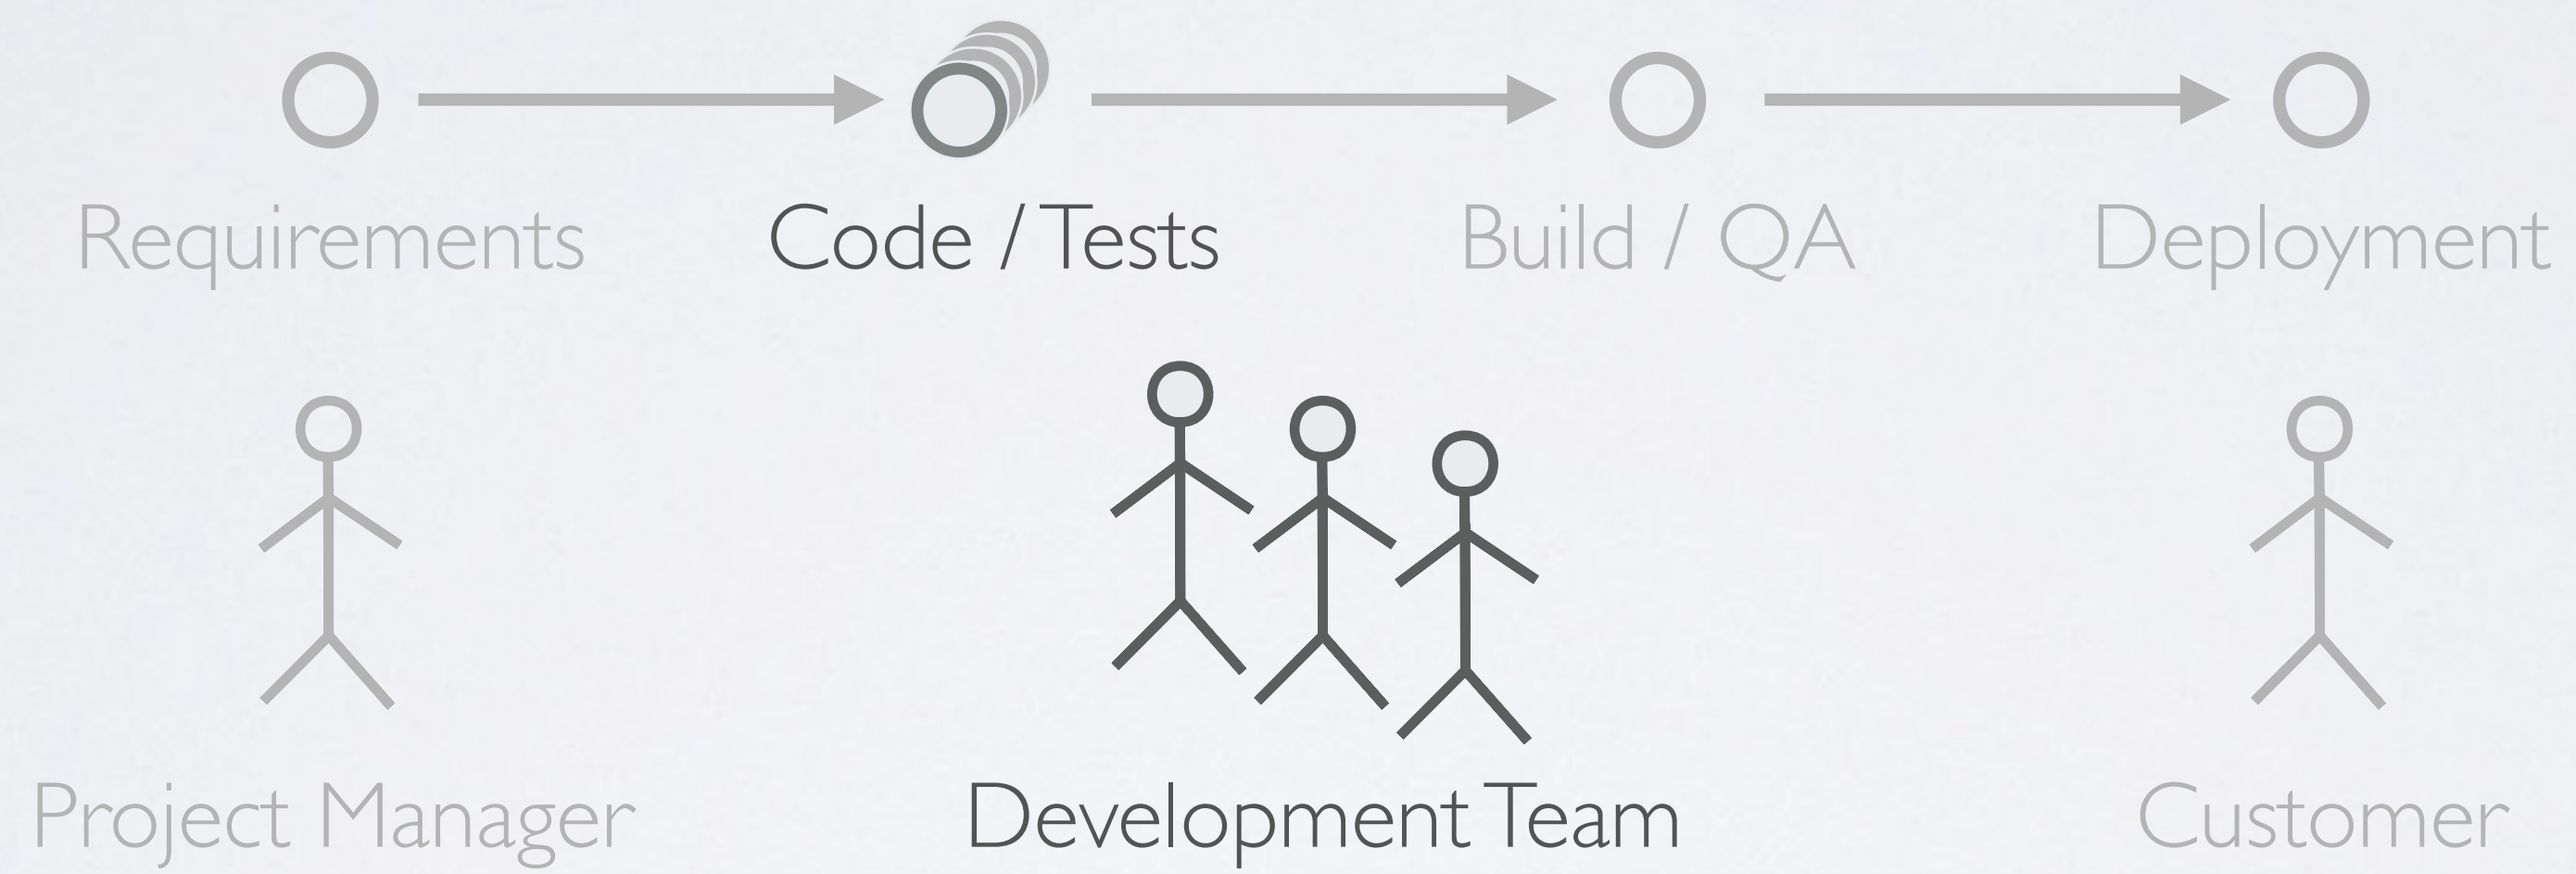 Requirements
Code / Tests
Build / QA
Deployment
Project Manager
Development Team
Customer